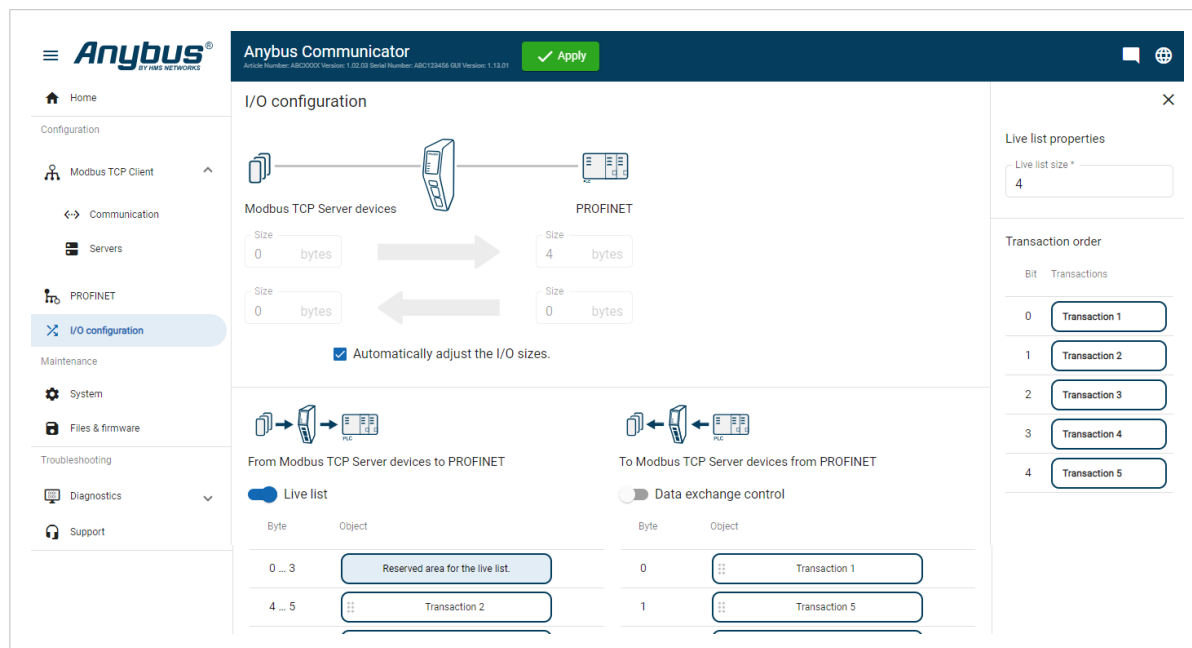 Anybus®
BY HMS NETWORKS
Anybus Communicator
Article Number: ABCXXXX Version: 1.02.03 Serial Number: ABC123456 GUI Version: 1.13.01
Apply
Home
Configuration
Modbus TCP Client
Communication
Servers
PROFINET
I/O configuration
Maintenance
System
Files & firmware
Troubleshooting
Diagnostics
Support
I/O configuration
PLC
Modbus TCP Server devices
PROFINET
Size
0 bytes
Size
4 bytes
Size
0 bytes
Size
0 bytes
Automatically adjust the I/O sizes.
PLC
From Modbus TCP Server devices to PROFINET
Live list
Byte Object
0 ... 3 Reserved area for the live list.
4 ... 5 Transaction 2
PLC
To Modbus TCP Server devices from PROFINET
Data exchange control
Byte Object
0 Transaction 1
1 Transaction 5
Live list properties
Live list size *
4
Transaction order
Bit Transactions
0 Transaction 1
1 Transaction 2
2 Transaction 3
3 Transaction 4
4 Transaction 5